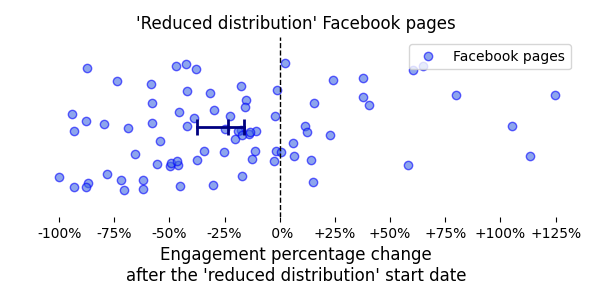 'Reduced distribution' Facebook pages
Facebook pages
-100% -75% -50% -25% 0% +25% +50% +75% +100% +125%
Engagement percentage change
after the 'reduced distribution' start date